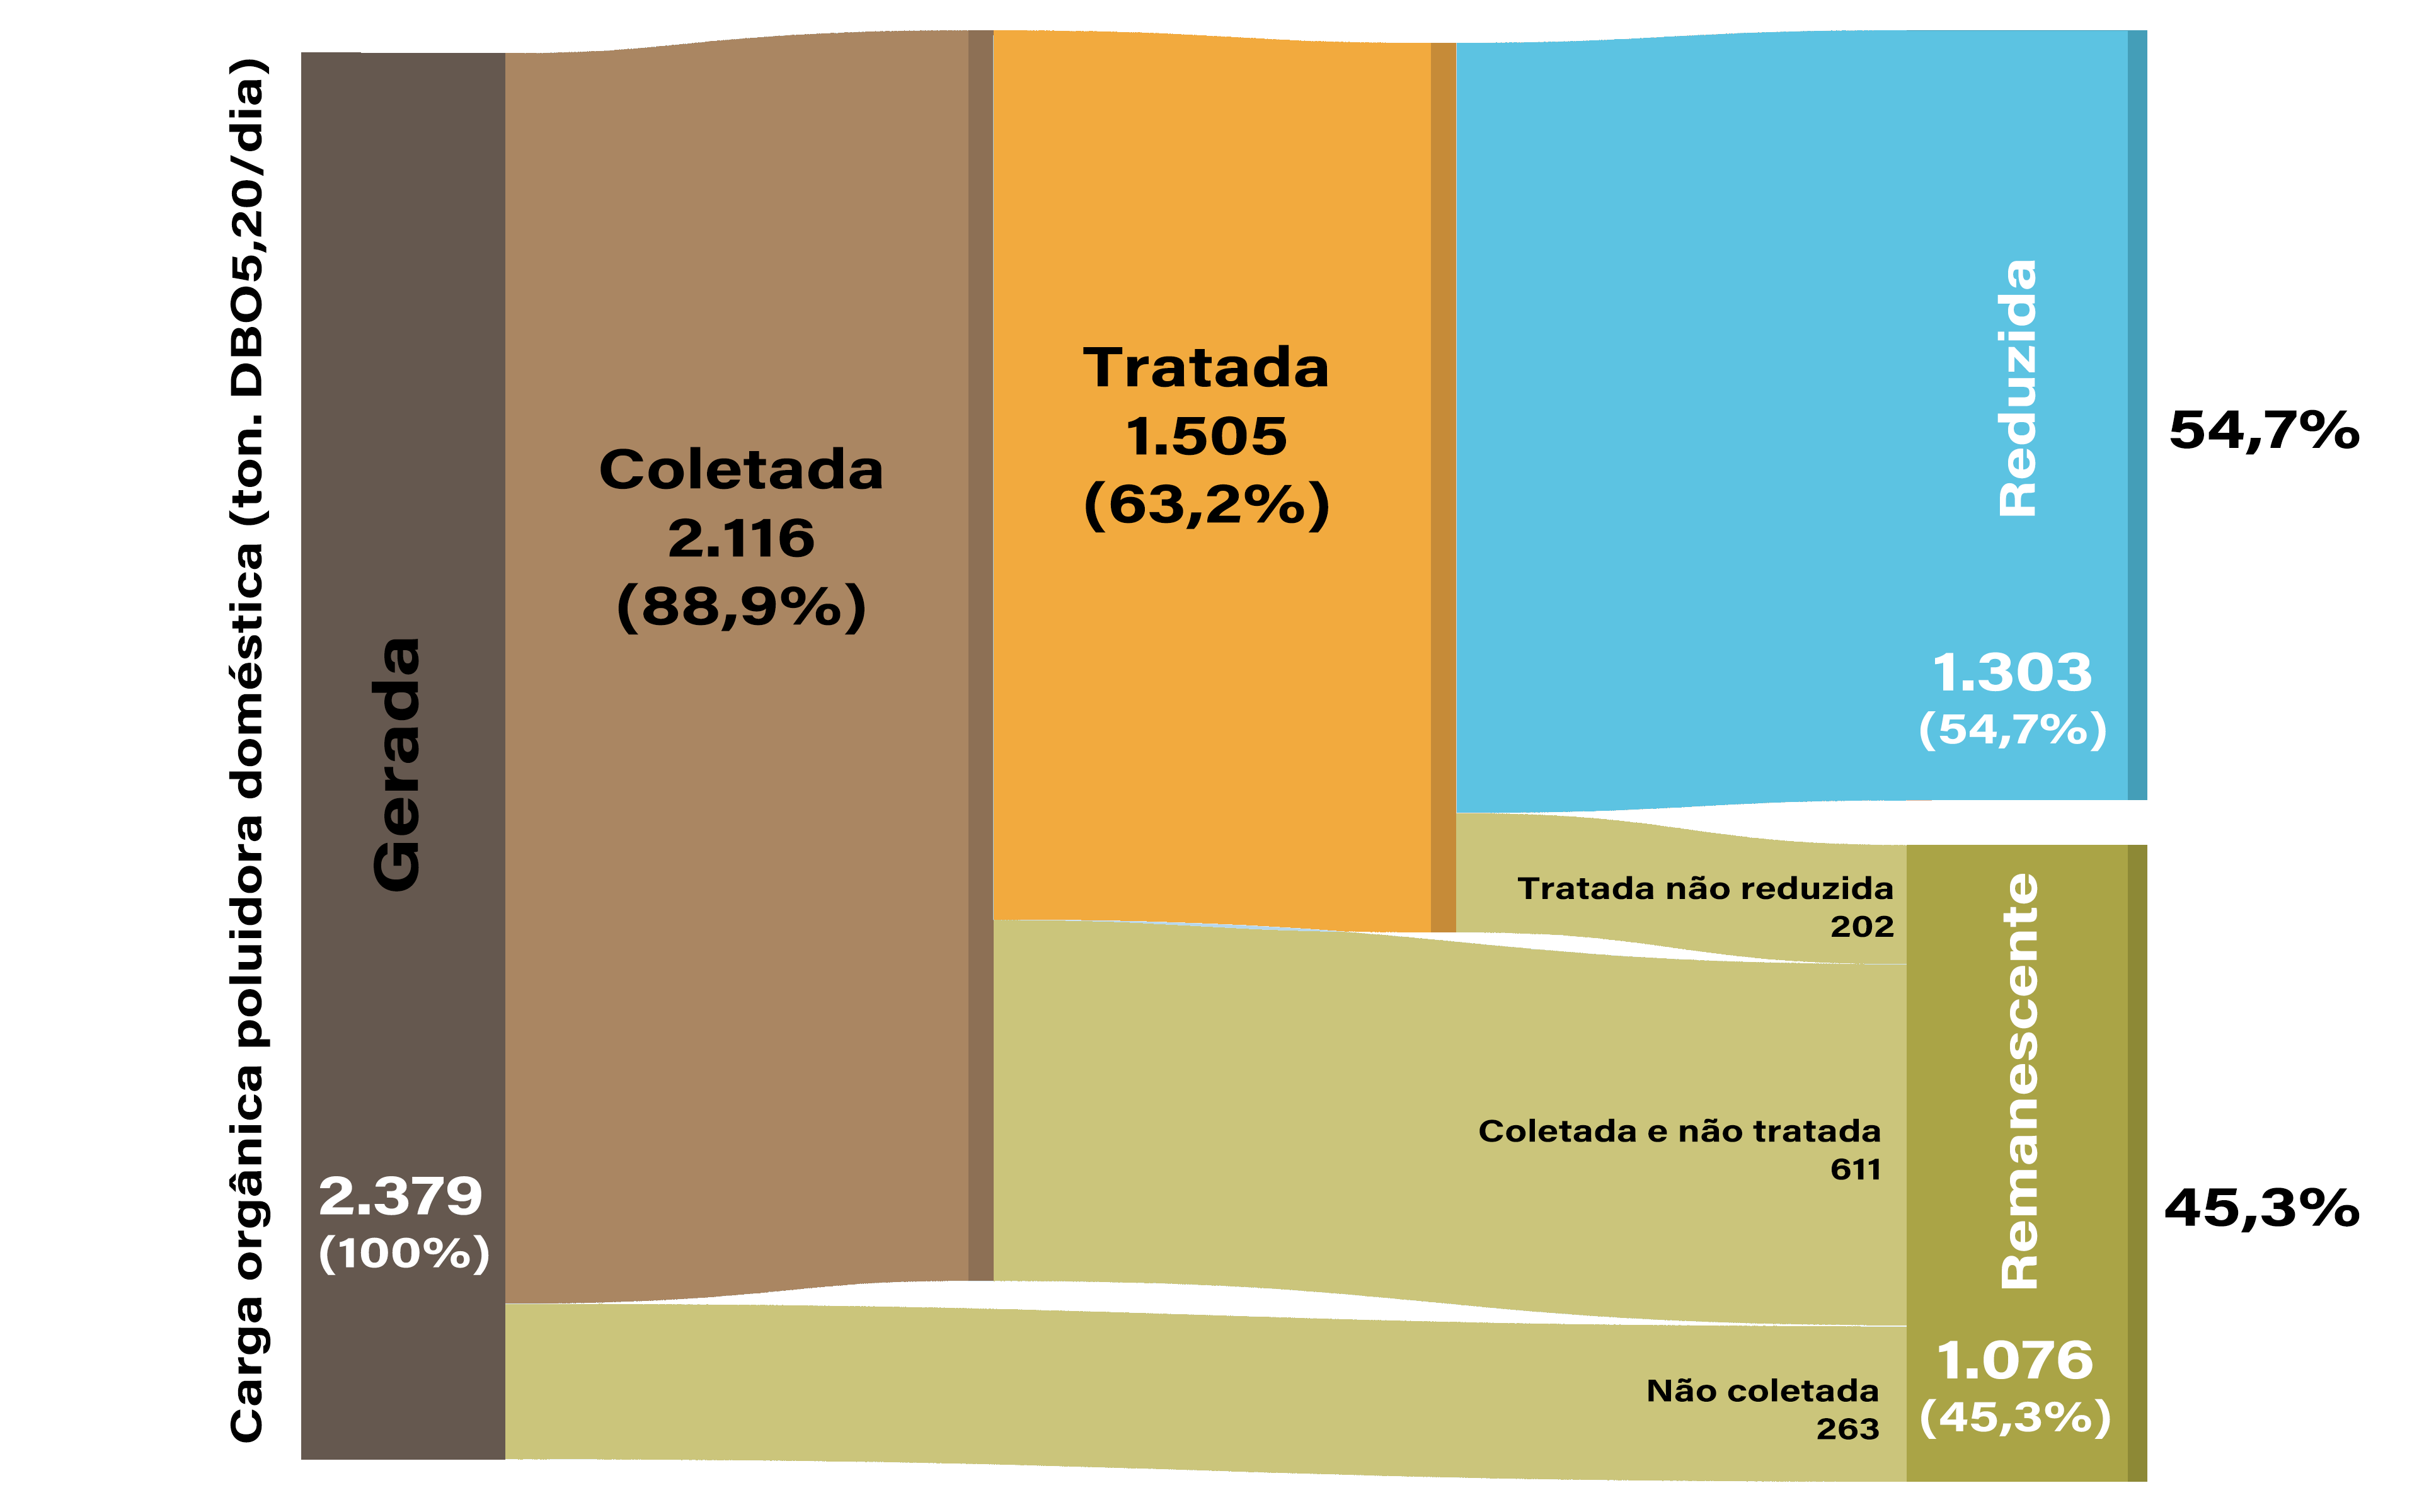 Carga orgânica poluidora doméstica (ton. DBO5,20/dia)
Gerada
2.379
(100%)
Coletada
2.116
(88,9%)
Tratada
1.505
(63,2%)
Reduzida
1.303
(54,7%)
54,7%
Tratada não reduzida
202
Coletada e não tratada
611
Não coletada
263
Remanescente
1.076
(45,3%)
45,3%